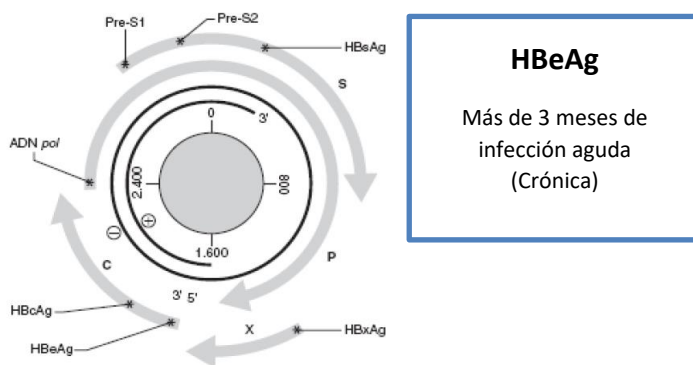 Pre-S1
Pre-S2
HBsAg
S
ADN pol
0
3'
2.400
800
1.600
+
−
C
P
3' 5'
HBcAg
HBeAg
X
HBxAg
HBeAg
Más de 3 meses de
infección aguda
(Crónica)